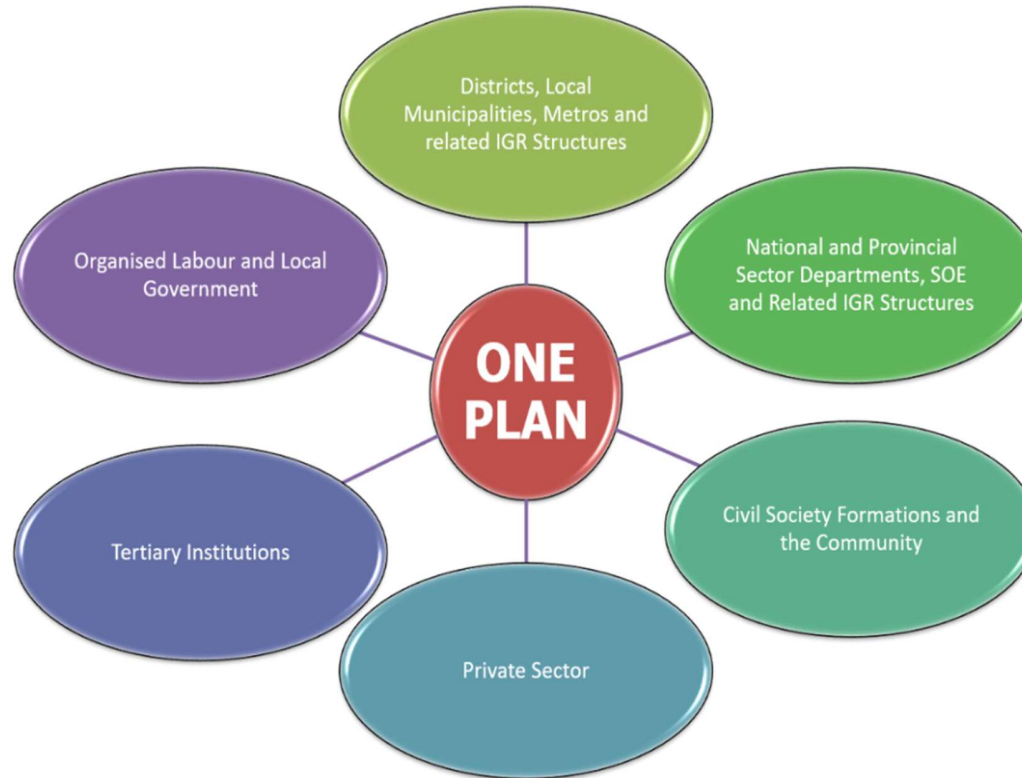 Districts, Local
Municipalities, Metros and
related IGR Structures
National and Provincial
Sector Departments, SOE
and Related IGR Structures
Civil Society Formations and
the Community
Private Sector
Tertiary Institutions
Organised Labour and Local
Government
ONE
PLAN